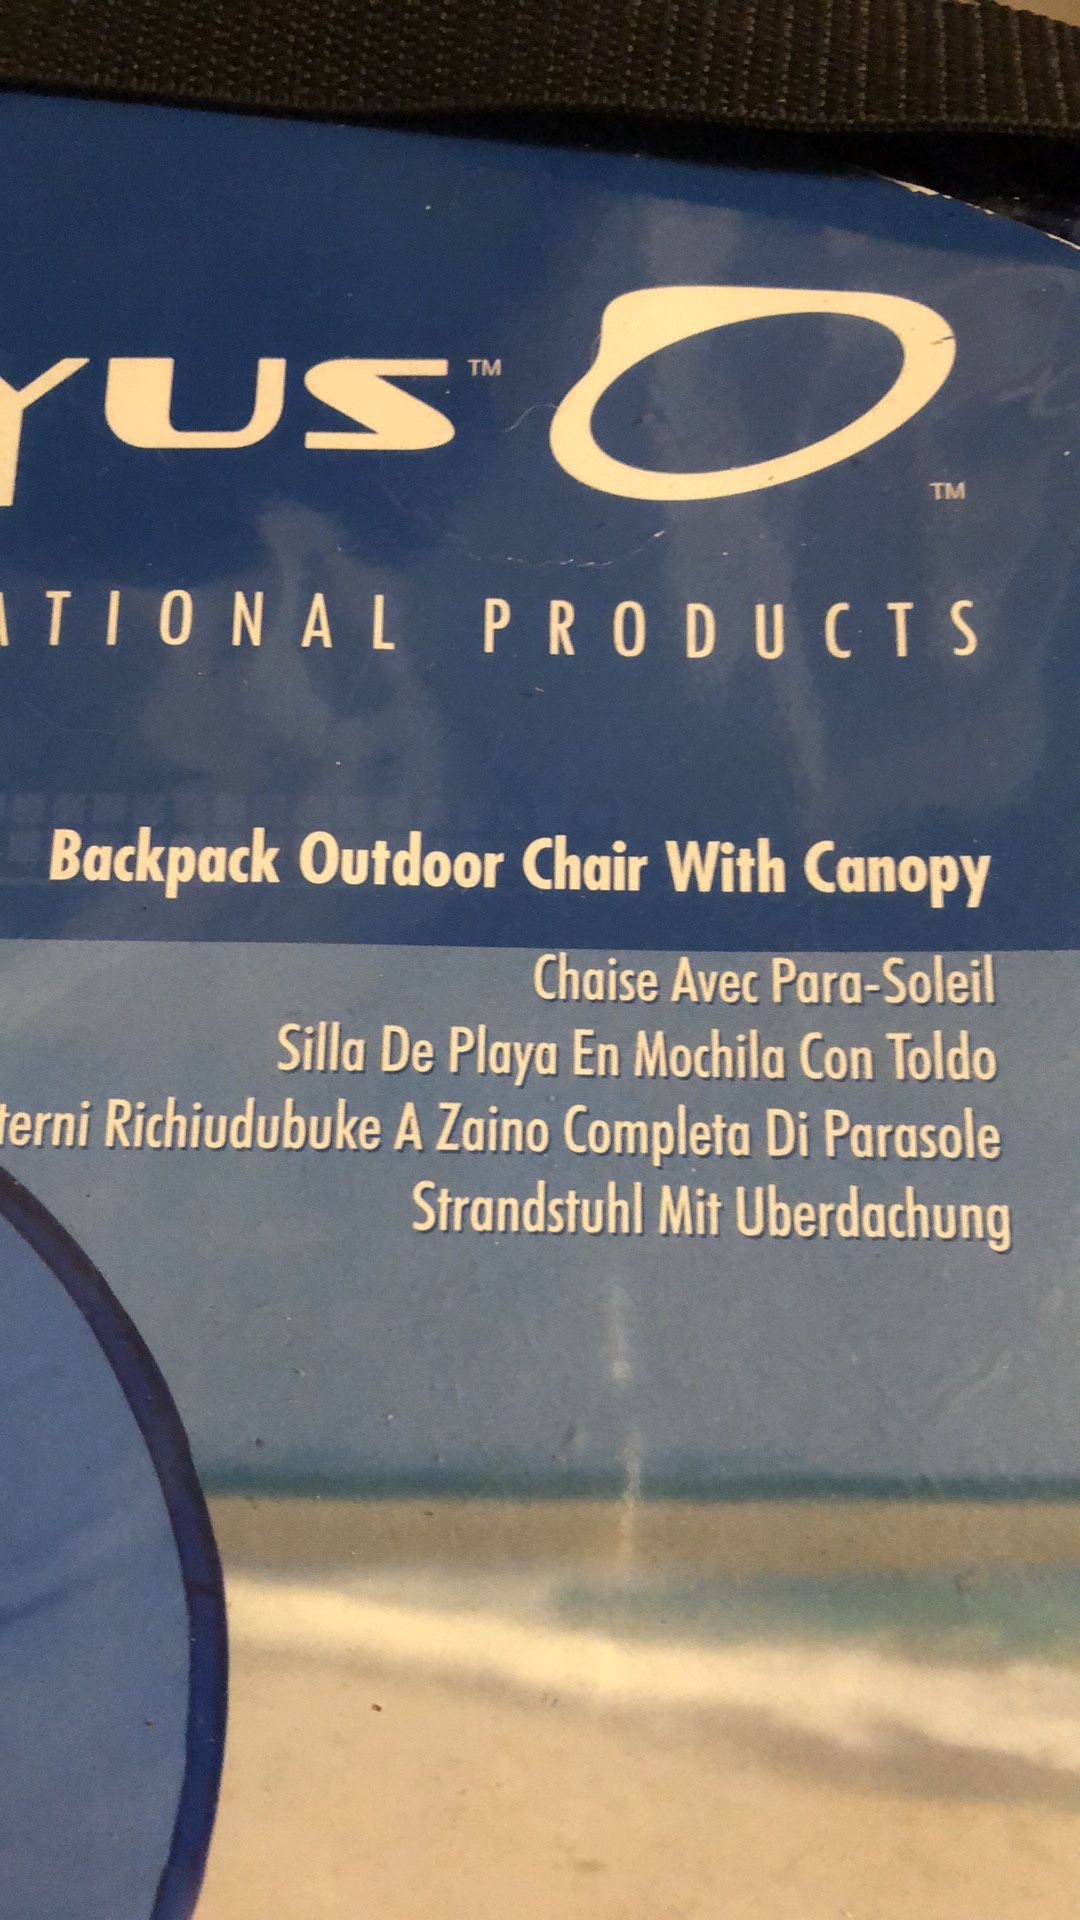 YUS™
™
ATIONAL PRODUCTS
Backpack Outdoor Chair With Canopy
Chaise Avec Para-Soleil
Silla De Playa En Mochila Con Toldo
terni Richiudubuke A Zaino Completa Di Parasole
Strandstuhl Mit Uberdachung